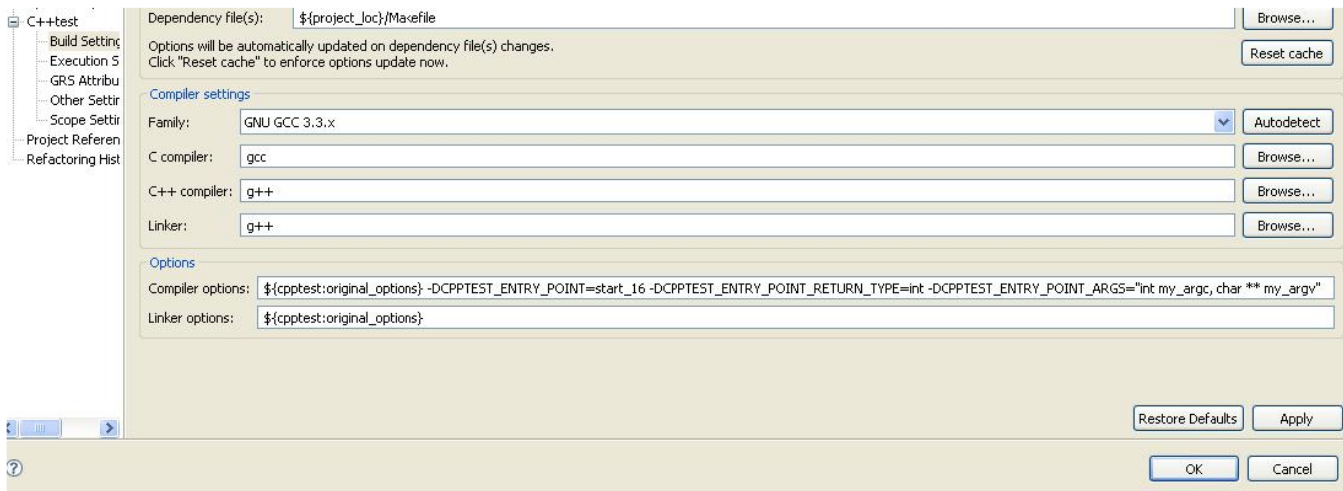 C++test
Dependency file(s): ${project_loc}/Makefile Browse...
Build Setting
Options will be automatically updated on dependency file(s) changes.
Execution S
Click "Reset cache" to enforce options update now. Reset cache
GRS Attribu
Other Settir
Compiler settings
Scope Settir
Family: GNU GCC 3.3.x Autodetect
Project Referen
Refactoring Hist
C compiler: gcc Browse...
C++ compiler: g++ Browse...
Linker: g++ Browse...
Options
Compiler options: ${cpptest:original_options} -DCPPTEST_ENTRY_POINT=start_16 -DCPPTEST_ENTRY_POINT_RETURN_TYPE=int -DCPPTEST_ENTRY_POINT_ARGS="int my_argc, char ** my_argv"
Linker options: ${cpptest:original_options}
Restore Defaults Apply
? OK Cancel